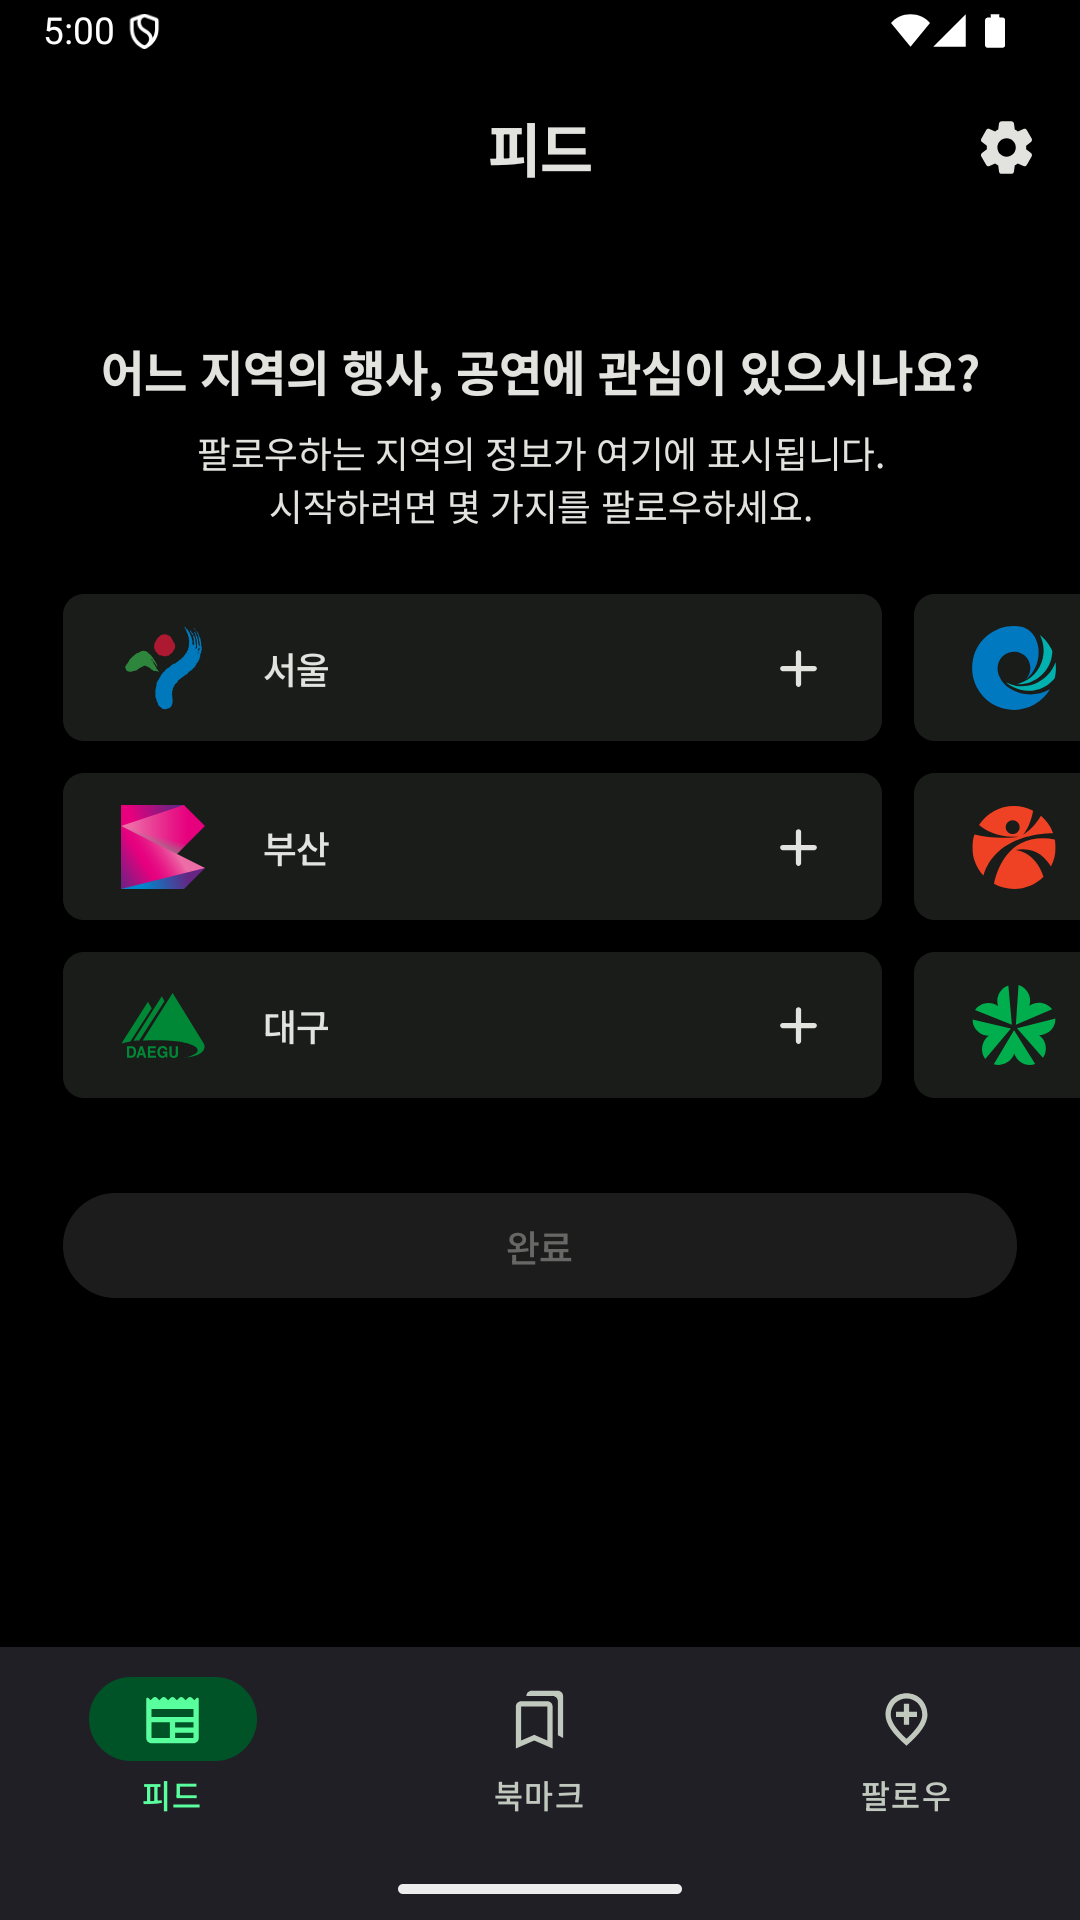 5:00
피드
어느 지역의 행사, 공연에 관심이 있으시나요?
팔로우하는 지역의 정보가 여기에 표시됩니다.
시작하려면 몇 가지를 팔로우하세요.
서울
부산
DAEGU
대구
완료
피드
북마크
팔로우